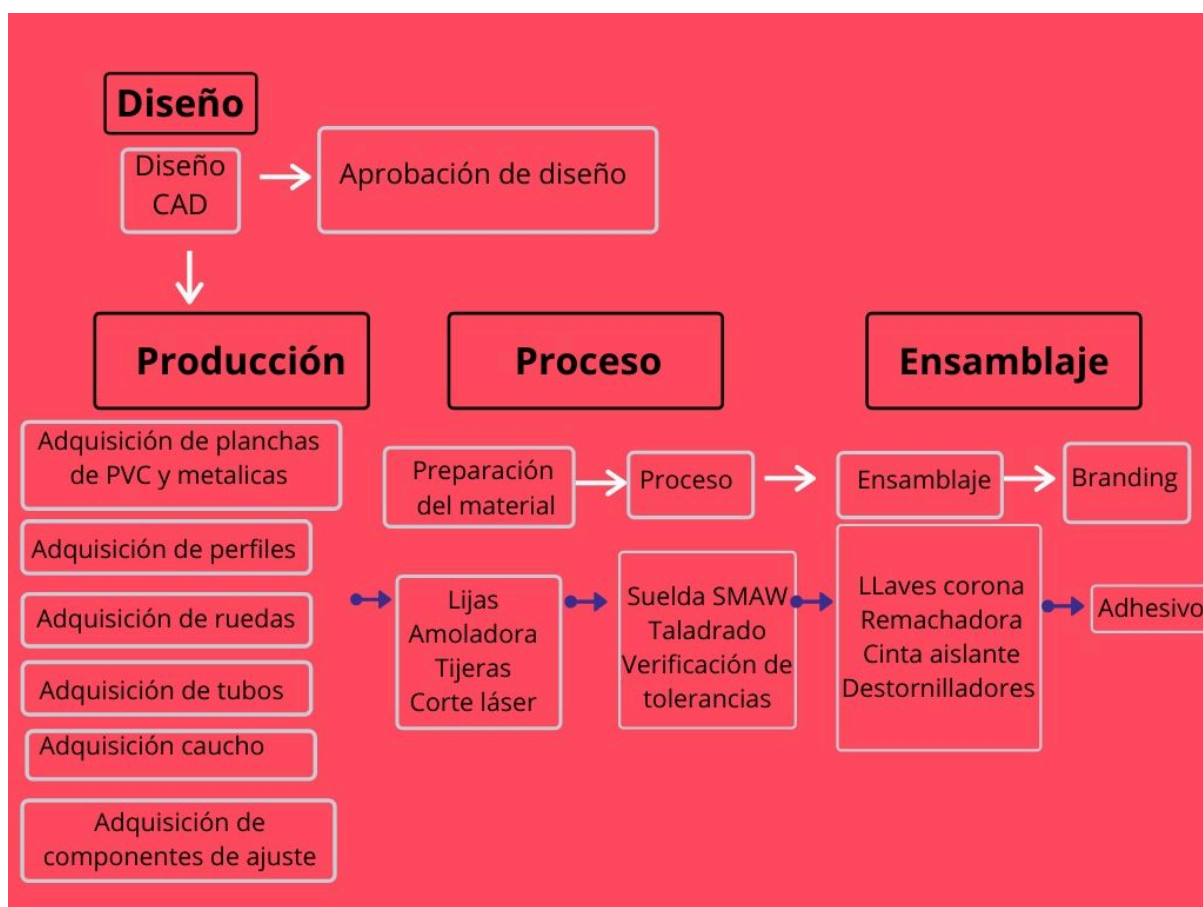 Diseño
Diseño
CAD
Aprobación de diseño
Producción
Proceso
Ensamblaje
Adquisición de planchas
de PVC y metalicas
Adquisición de perfiles
Adquisición de ruedas
Adquisición de tubos
Adquisición caucho
Adquisición de
componentes de ajuste
Preparación
del material
Proceso
Ensamblaje
Branding
Lijas
Amoladora
Tijeras
Corte láser
Suelda SMAW
Taladrado
Verificación de
tolerancias
LLaves corona
Remachadora
Cinta aislante
Destornilladores
Adhesivo